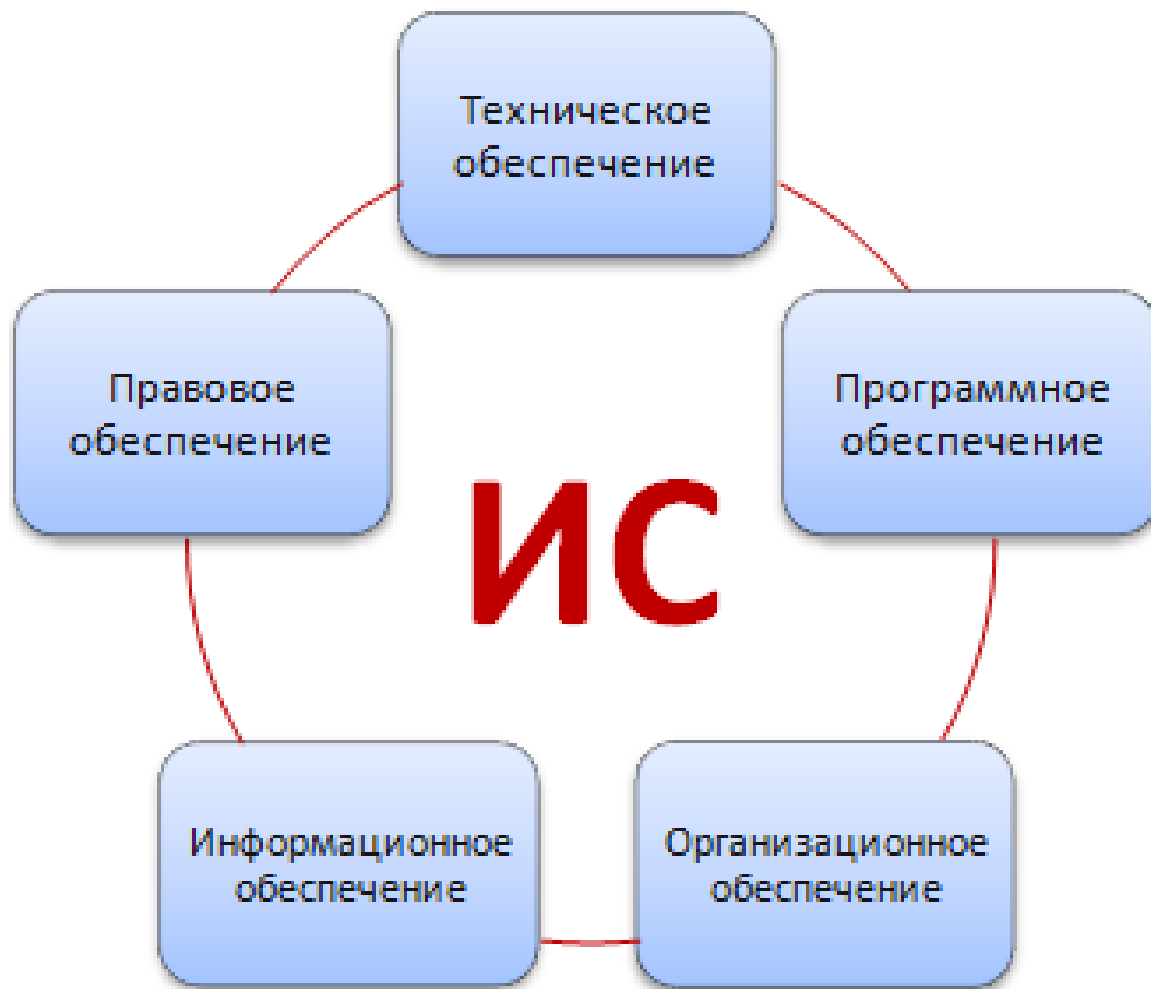 Техническое
обеспечение
Правовое
обеспечение
Программное
обеспечение
ИС
Информационное
обеспечение
Организационное
обеспечение